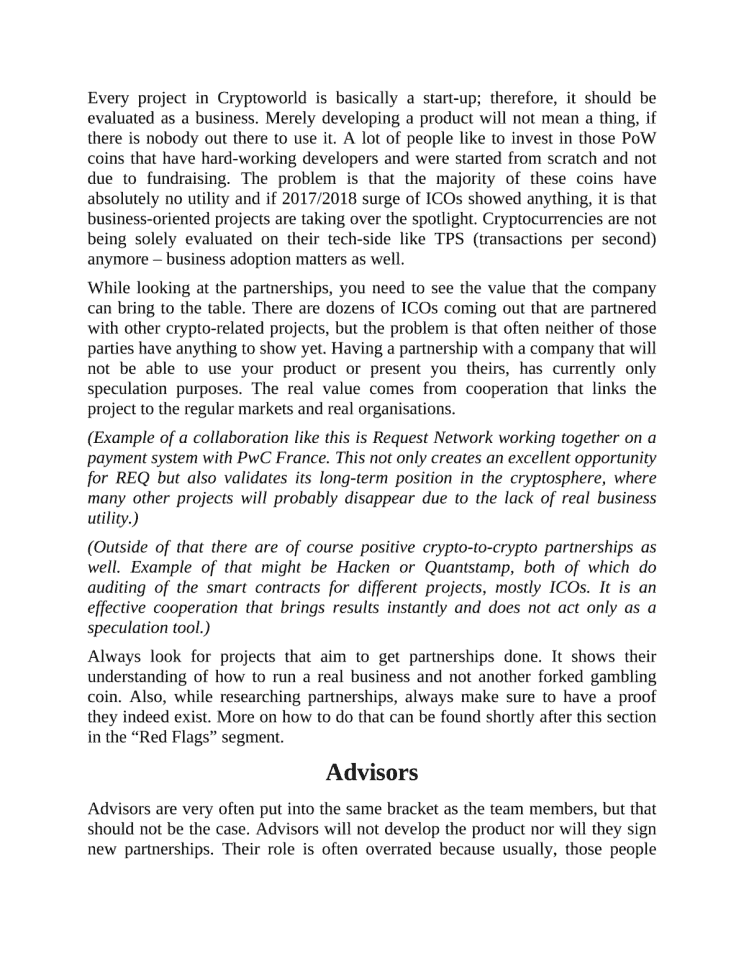 Every project in Cryptoworld is basically a start-up; therefore, it should be
evaluated as a business. Merely developing a product will not mean a thing, if
there is nobody out there to use it. A lot of people like to invest in those PoW
coins that have hard-working developers and were started from scratch and not
due to fundraising. The problem is that the majority of these coins have
absolutely no utility and if 2017/2018 surge of ICOs showed anything, it is that
business-oriented projects are taking over the spotlight. Cryptocurrencies are not
being solely evaluated on their tech-side like TPS (transactions per second)
anymore – business adoption matters as well.
While looking at the partnerships, you need to see the value that the company
can bring to the table. There are dozens of ICOs coming out that are partnered
with other crypto-related projects, but the problem is that often neither of those
parties have anything to show yet. Having a partnership with a company that will
not be able to use your product or present you theirs, has currently only
speculation purposes. The real value comes from cooperation that links the
project to the regular markets and real organisations.
(Example of a collaboration like this is Request Network working together on a
payment system with PwC France. This not only creates an excellent opportunity
for REQ but also validates its long-term position in the cryptosphere, where
many other projects will probably disappear due to the lack of real business
utility.)
(Outside of that there are of course positive crypto-to-crypto partnerships as
well. Example of that might be Hacken or Quantstamp, both of which do
auditing of the smart contracts for different projects, mostly ICOs. It is an
effective cooperation that brings results instantly and does not act only as a
speculation tool.)
Always look for projects that aim to get partnerships done. It shows their
understanding of how to run a real business and not another forked gambling
coin. Also, while researching partnerships, always make sure to have a proof
they indeed exist. More on how to do that can be found shortly after this section
in the “Red Flags” segment.
Advisors
Advisors are very often put into the same bracket as the team members, but that
should not be the case. Advisors will not develop the product nor will they sign
new partnerships. Their role is often overrated because usually, those people